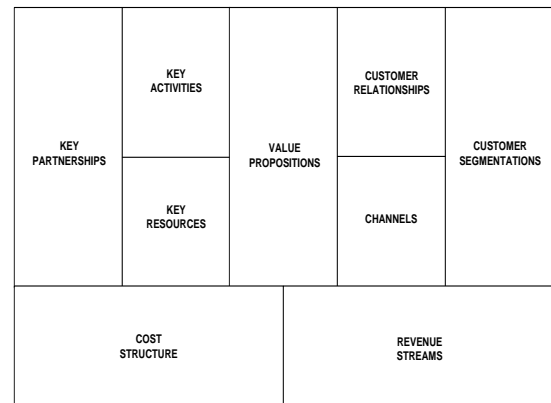 KEY
PARTNERSHIPS
KEY
ACTIVITIES
KEY
RESOURCES
VALUE
PROPOSITIONS
CUSTOMER
RELATIONSHIPS
CHANNELS
CUSTOMER
SEGMENTATIONS
COST
STRUCTURE
REVENUE
STREAMS